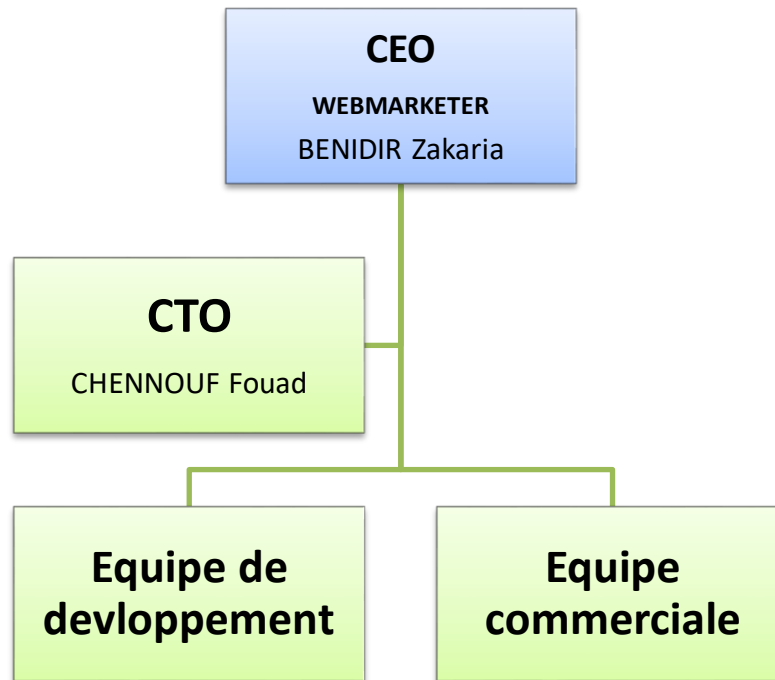 CEO
WEBMARKETER
BENIDIR Zakaria
CTO
CHENNOUF Fouad
Equipe de
devloppement
Equipe
commerciale